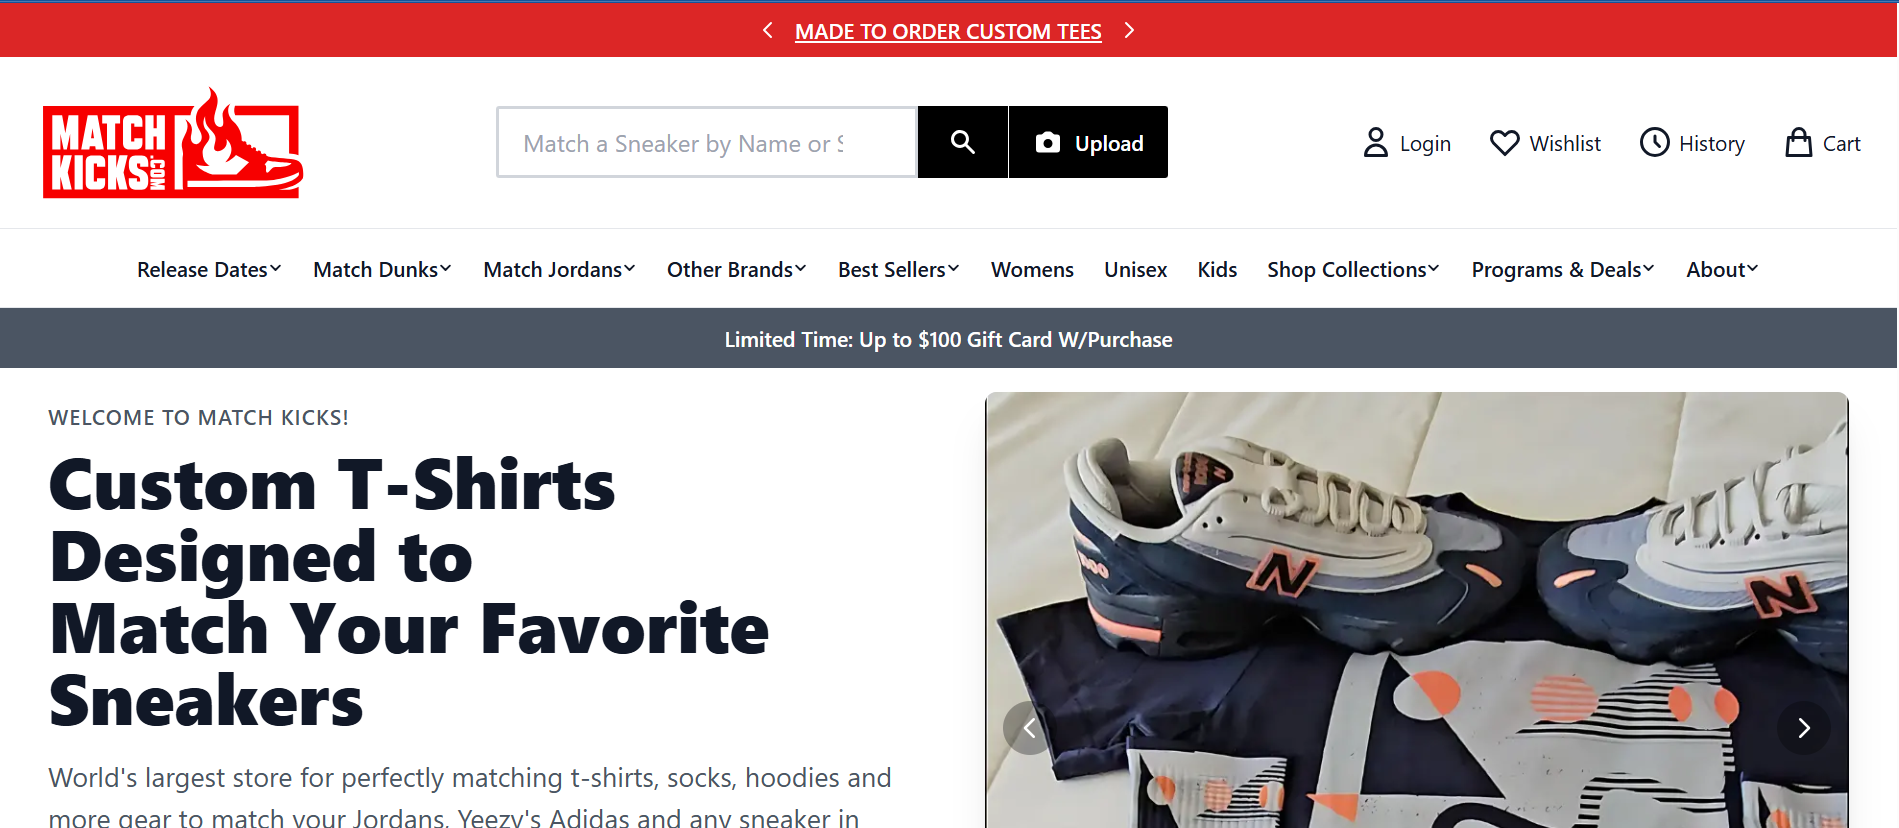 MADE TO ORDER CUSTOM TEES
MATCH
KICKS.COM
Match a Sneaker by Name or S
Upload
Login
Wishlist
History
Cart
Release Dates
Match Dunks
Match Jordans
Other Brands
Best Sellers
Womens
Unisex
Kids
Shop Collections
Programs & Deals
About
Limited Time: Up to $100 Gift Card W/Purchase
WELCOME TO MATCH KICKS!
Custom T-Shirts
Designed to
Match Your Favorite
Sneakers
World's largest store for perfectly matching t-shirts, socks, hoodies and
more gear to match your Jordans, Yeezy's Adidas and any sneaker in
N
N